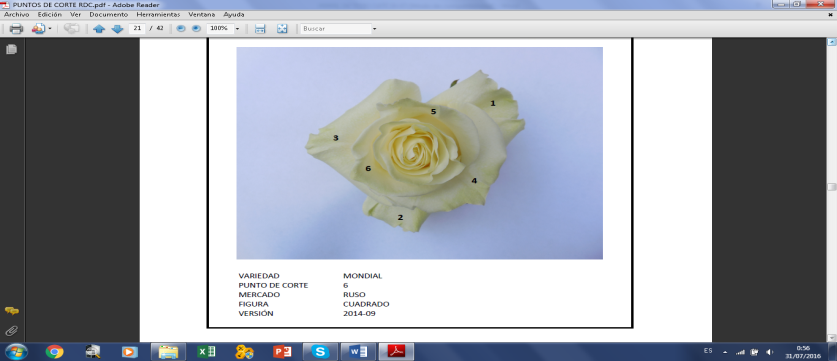 PUNTOS DE CORTE RDC.pdf - Adobe Reader
Archivo Edición Ver Documento Herramientas Ventana Ayuda
21 / 42 100% Buscar
1
5
3
6
4
2
VARIEDAD MONDIAL
PUNTO DE CORTE 6
MERCADO RUSO
FIGURA CUADRADO
VERSIÓN 2014-09
ES 0:56
31/07/2016